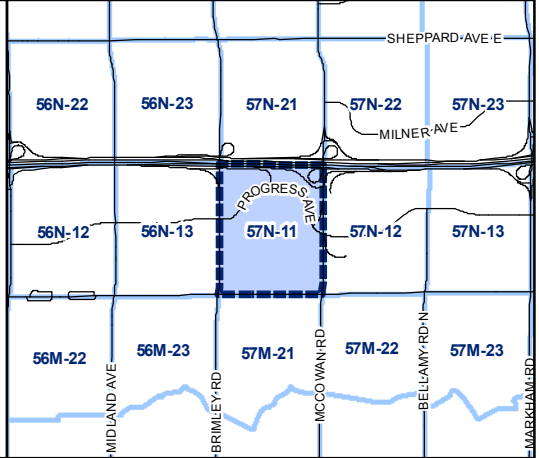 SHEPPARD AVE E
56N-22
56N-23
57N-21
57N-22
57N-23
MILNER AVE
PROGRESS AVE
56N-12
56N-13
57N-11
57N-12
57N-13
56M-22
56M-23
57M-21
57M-22
57M-23
MIDLAND AVE
BRIMLEY RD
MCCOWAN RD
BELLAMY RD N
MARKHAM RD